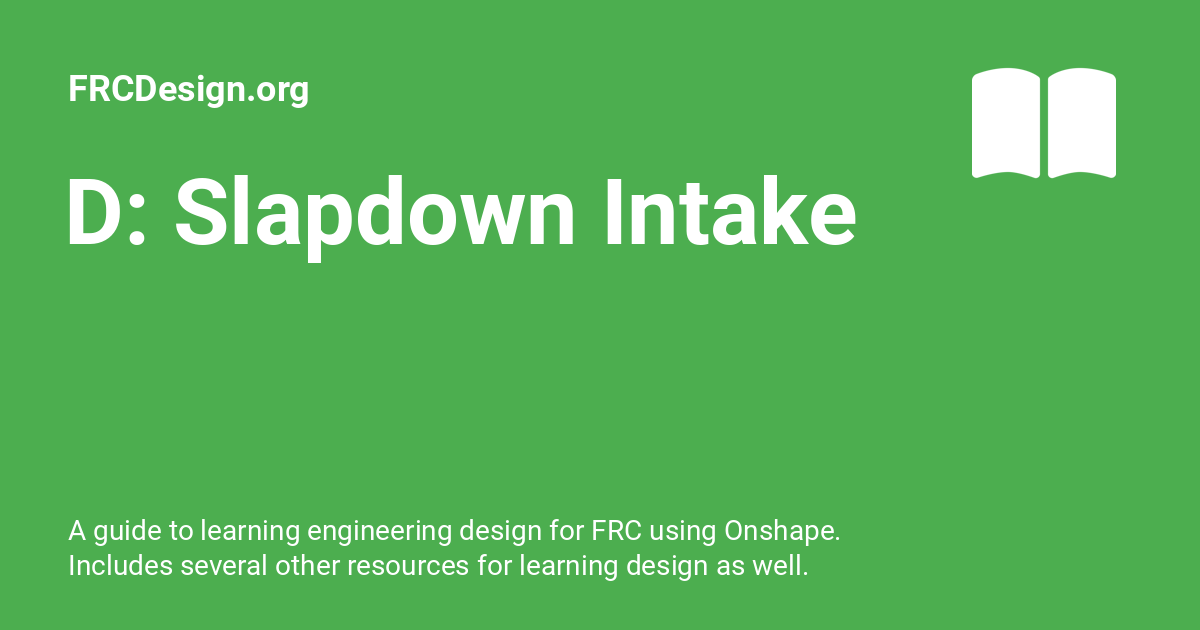 FRCDesign.org
D: Slapdown Intake
A guide to learning engineering design for FRC using Onshape.
Includes several other resources for learning design as well.